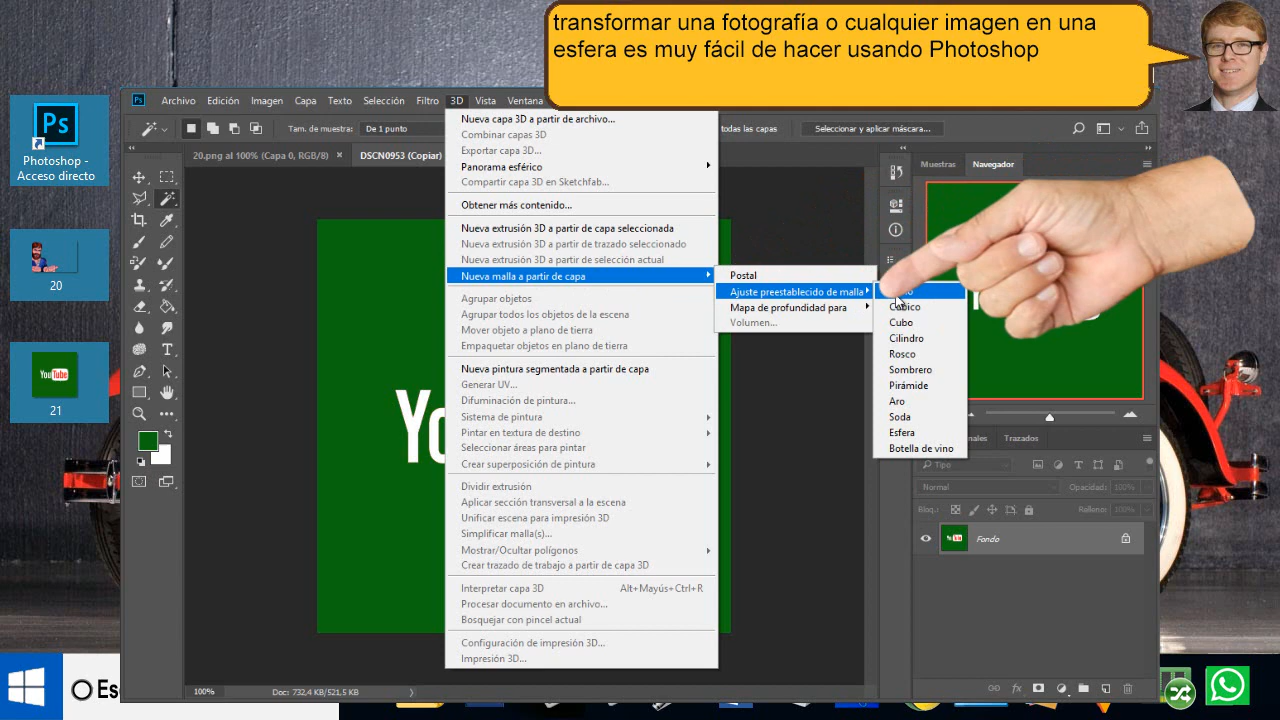 transformar una fotografía o cualquier imagen en una
esfera es muy fácil de hacer usando Photoshop
Ps
Photoshop -
Acceso directo
20
YouTube
21
Ps
Archivo Edición Imagen Capa Texto Selección Filtro 3D Vista Ventana
Tam. de muestra: De 1 punto
todas las capas
Seleccionar y aplicar máscara...
20.png al 100% (Capa 0, RGB/8) ×
DSCN0953 (Copiar)
Nueva capa 3D a partir de archivo...
Combinar capas 3D
Exportar capa 3D...
Panorama esférico
Compartir capa 3D en Sketchfab...
Obtener más contenido...
Nueva extrusión 3D a partir de capa seleccionada
Nueva extrusión 3D a partir de trazado seleccionado
Nueva extrusión 3D a partir de selección actual
Nueva malla a partir de capa
Agrupar objetos
Agrupar todos los objetos de la escena
Mover objeto a plano de tierra
Empaquetar objetos en plano de tierra
Nueva pintura segmentada a partir de capa
Generar UV...
Difuminación de pintura...
Sistema de pintura
Pintar en textura de destino
Seleccionar áreas para pintar
Crear superposición de pintura
Dividir extrusión
Aplicar sección transversal a la escena
Unificar escena para impresión 3D
Simplificar malla(s)...
Mostrar/Ocultar polígonos
Crear trazado de trabajo a partir de capa 3D
Interpretar capa 3D Alt+Mayús+Ctrl+R
Procesar documento en archivo...
Bosquejar con pincel actual
Configuración de impresión 3D...
Impresión 3D...
Postal
Ajuste preestablecido de malla
Mapa de profundidad para
Volumen...
Cúbico
Cubo
Cilindro
Rosco
Sombrero
Pirámide
Aro
Soda
Esfera
Botella de vino
Muestras Navegador
Trazados
Tipo
Normal Opacidad: 100%
Bloq.: Relleno: 100%
Fondo
100% Doc: 732,4 KB/521,5 KB